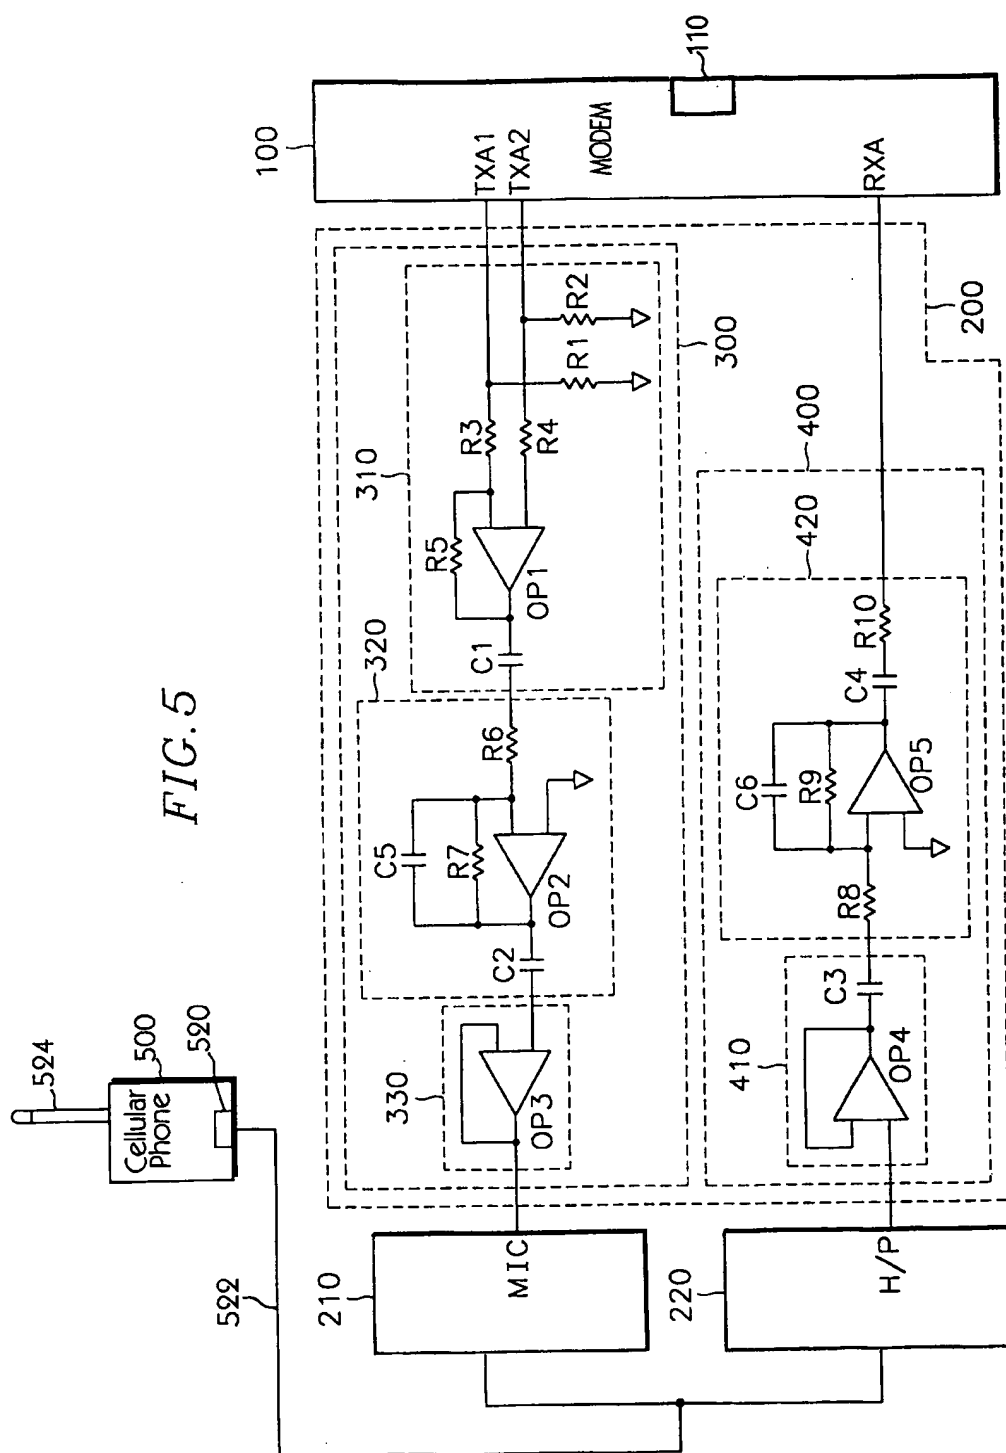 FIG. 5
524
500
520
Cellular
Phone
522
210
MIC
220
H/P
330
OP3
320
C5
R7
OP2
C2
R6
310
C1
R5
OP1
R3
R4
R1
R2
300
100
TXA1
TXA2
MODEM
110
RXA
200
410
OP4
C3
400
420
R8
C6
R9
OP5
C4
R10